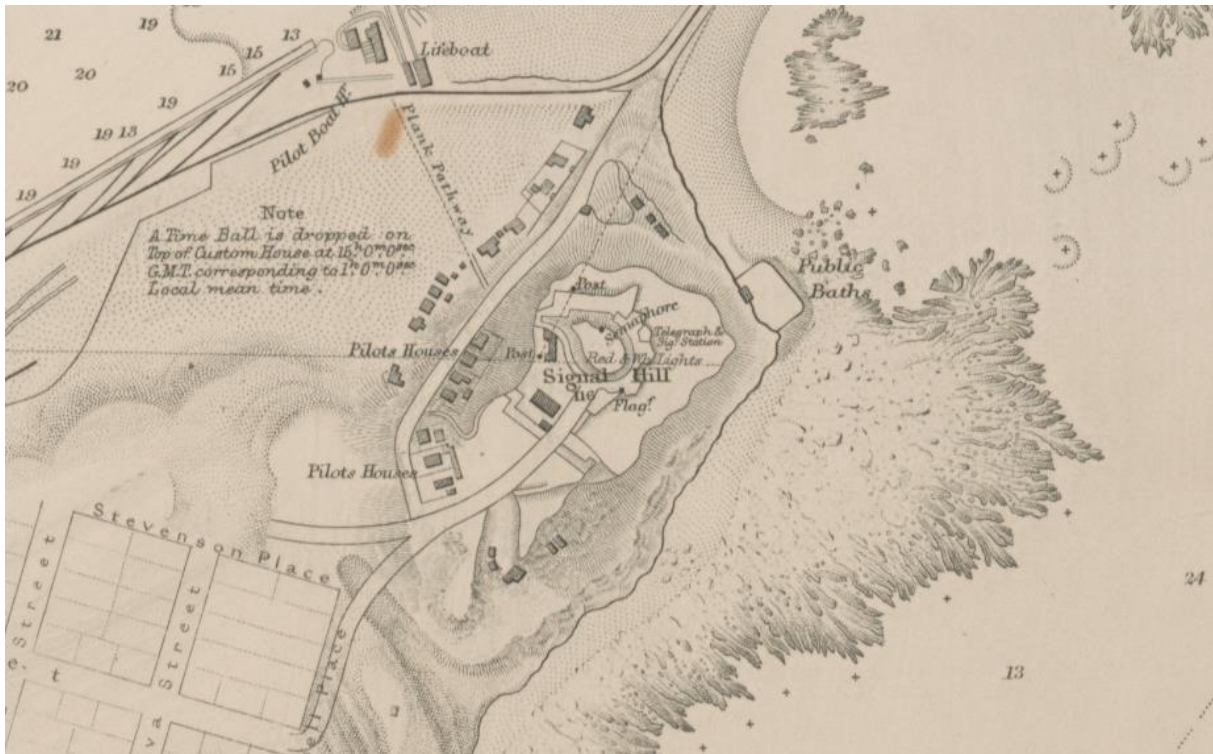 21
19
13
15
15
20
20
19
19 13
19
19
Lifeboat
Pilot Boat Hr.
Plank Pathway
Note
A Time Ball is dropped on
Top of Custom House at 15h. 0m. 0sec.
G.M.T. corresponding to 1h. 0m. 0sec.
Local mean time.
Public
Baths
Post
Semaphore
Telegraph &
Sig. Station
Pilots Houses
Post
Red & Wh. Lights
Signal Hill
110
Flagf.
Pilots Houses
Stevenson Place
Street
Street
Place
24
13